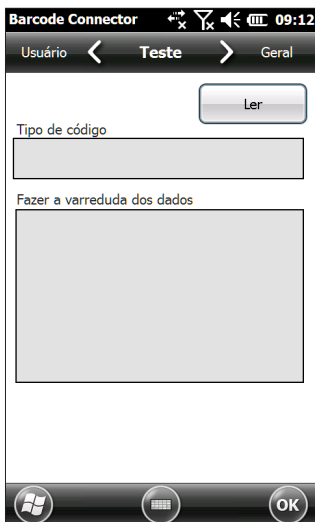 Barcode Connector 09:12
Usuário Teste Geral
Ler
Tipo de código
Fazer a varreduda dos dados
OK